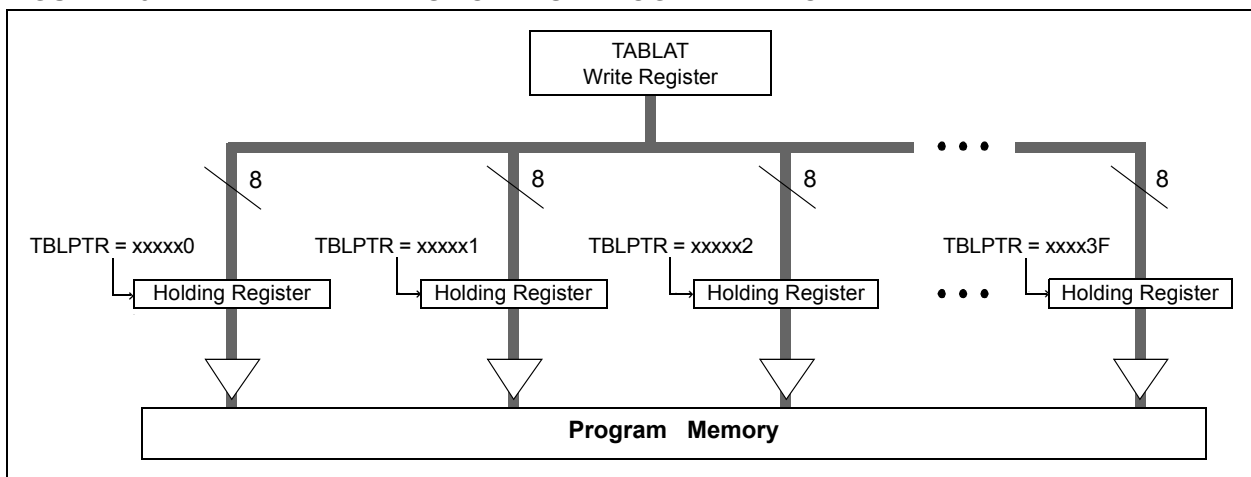 TABLAT
Write Register
8 8 8 8
TBLPTR = xxxxx0 TBLPTR = xxxxx1 TBLPTR = xxxxx2 TBLPTR = xxxx3F
Holding Register Holding Register Holding Register Holding Register
Program Memory